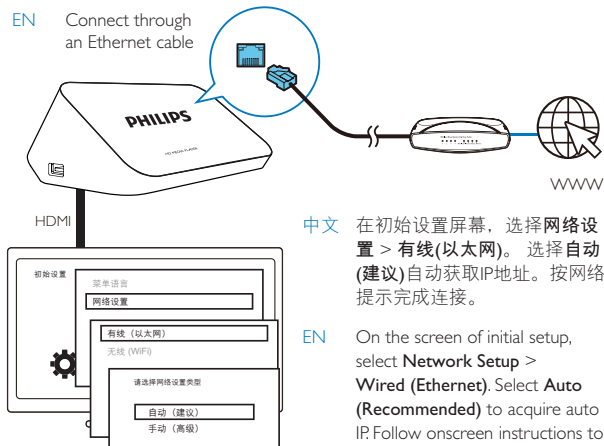 EN Connect through
an Ethernet cable
PHILIPS
HD MEDIA PLAYER
WWW
HDMI
初始设置
菜单语言
网络设置
有线（以太网）
无线 (WiFi)
请选择网络设置类型
自动（建议）
手动（高级）
中文 在初始设置屏幕，选择网络设
置 > 有线(以太网)。 选择自动
(建议)自动获取IP地址。按网络
提示完成连接。
EN On the screen of initial setup,
select Network Setup >
Wired (Ethernet). Select Auto
(Recommended) to acquire auto
IP. Follow onscreen instructions to